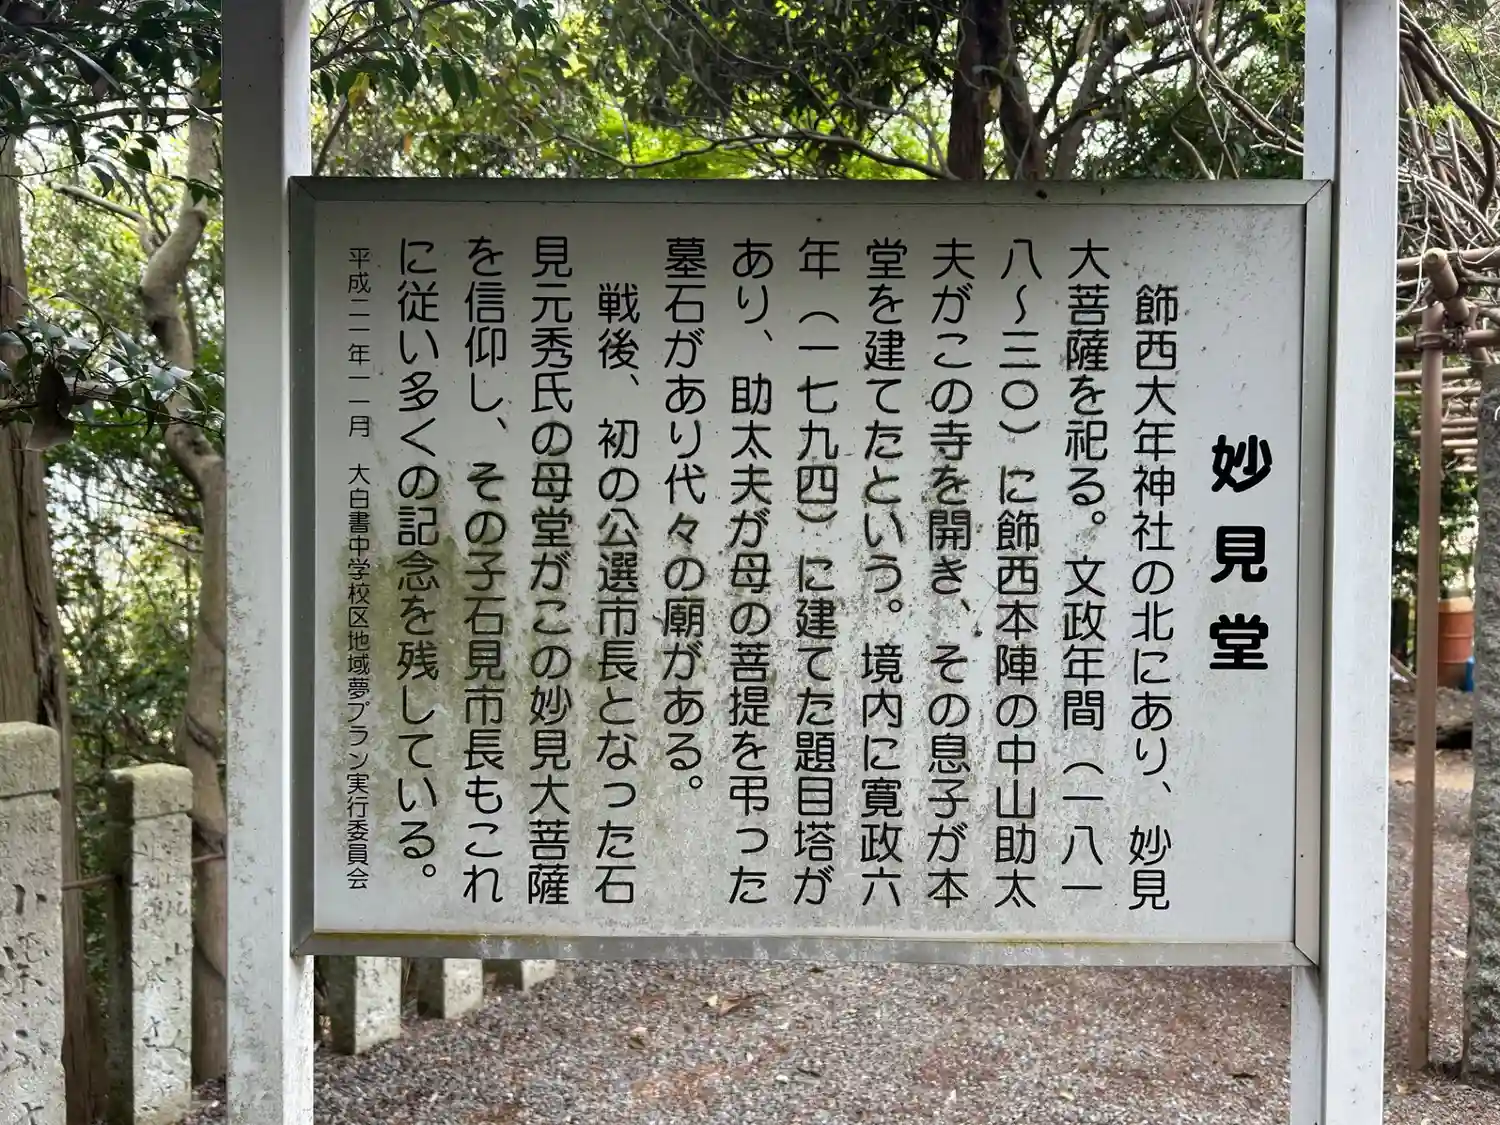 妙見堂
飾西大年神社の北にあり、妙見
大菩薩を祀る。文政年間（一八一
八～三〇）に飾西本陣の中山助太
夫がこの寺を開き、その息子が本
堂を建てたという。境内に寛政六
年（一七九四）に建てた題目塔が
あり、助太夫が母の菩提を弔った
墓石があり代々の廟がある。
戦後、初の公選市長となった石
見元秀氏の母堂がこの妙見大菩薩
を信仰し、その子石見市長もこれ
に従い多くの記念を残している。
平成二一年一一月　大白書中学校区地域夢プラン実行委員会